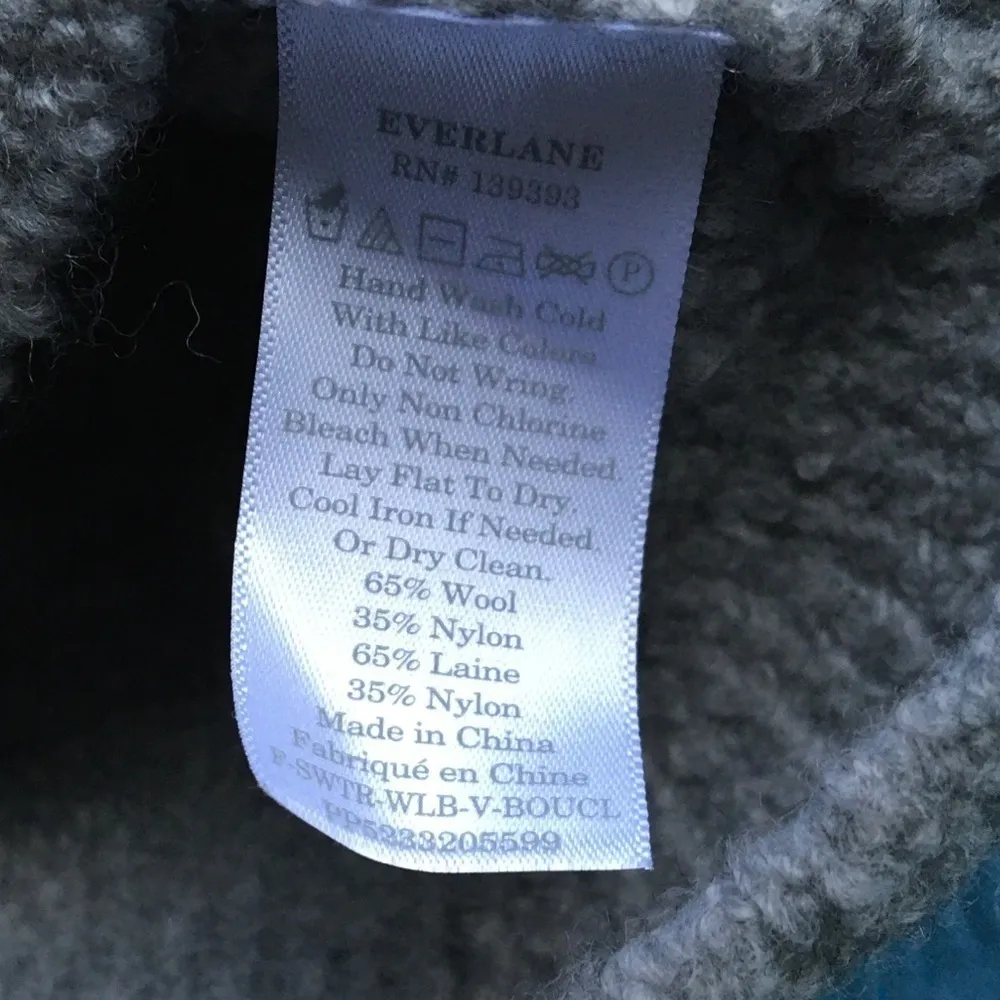 EVERLANE
RN# 139393
P
Hand Wash Cold
With Like Colors
Do Not Wring.
Only Non Chlorine
Bleach When Needed.
Lay Flat To Dry.
Cool Iron If Needed.
Or Dry Clean.
65% Wool
35% Nylon
65% Laine
35% Nylon
Made in China
Fabriqué en Chine
F-SWTR-WLB-V-BOUCL
PP5233205599